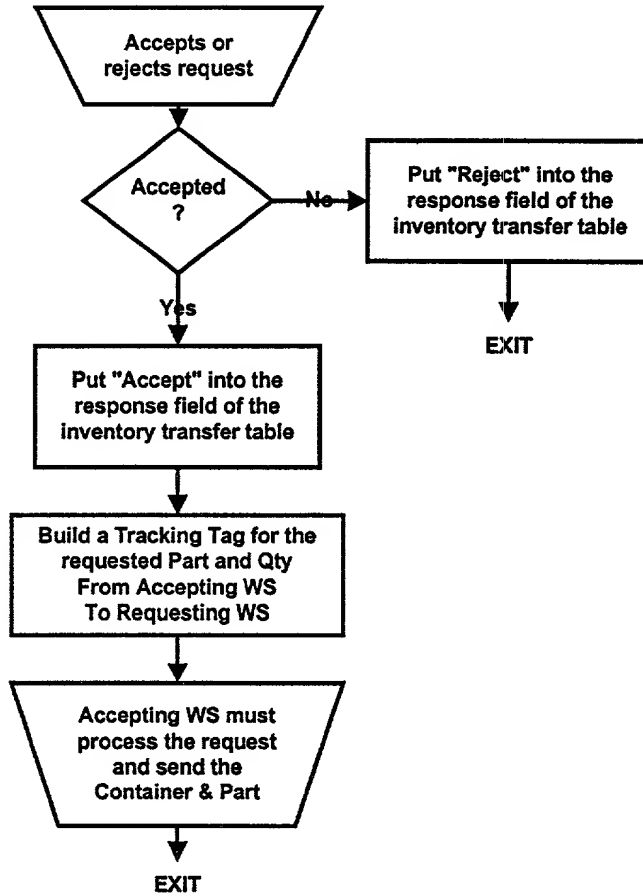 Accepts or
rejects request
Accepted
?
No
Put "Reject" into the
response field of the
inventory transfer table
EXIT
Yes
Put "Accept" into the
response field of the
inventory transfer table
Build a Tracking Tag for the
requested Part and Qty
From Accepting WS
To Requesting WS
Accepting WS must
process the request
and send the
Container & Part
EXIT